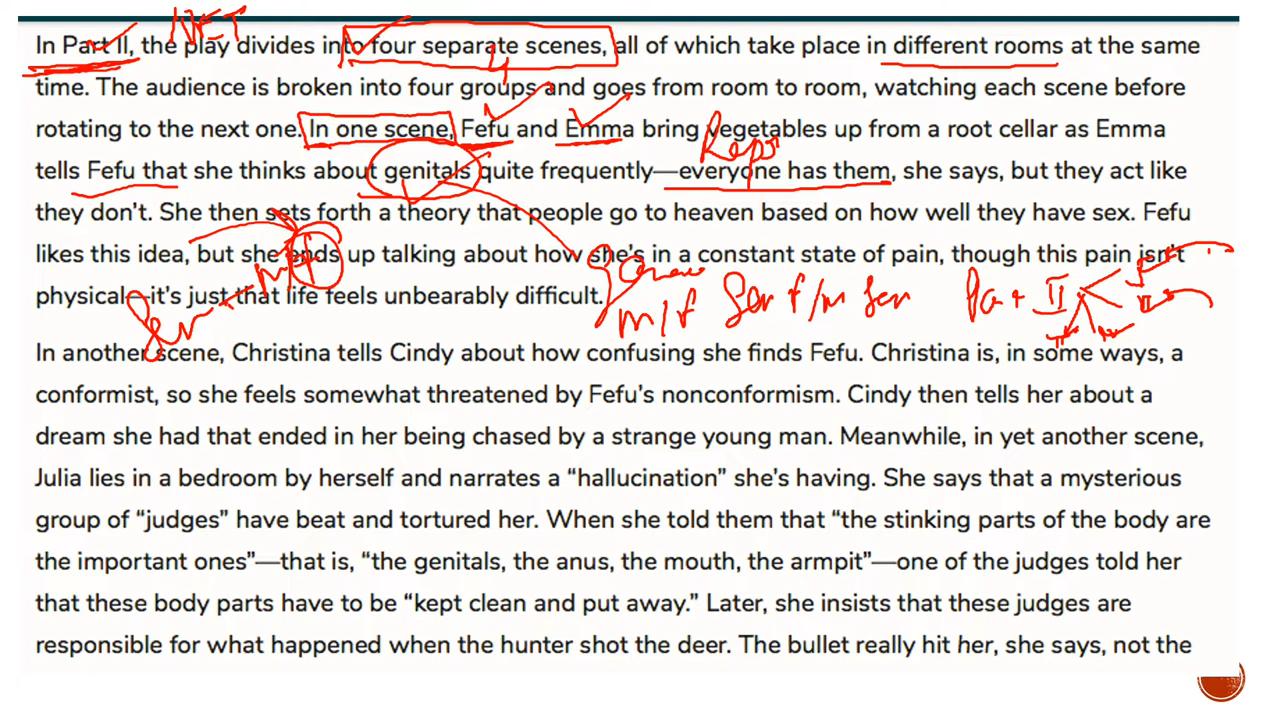 NET
In Part II, the play divides into four separate scenes, all of which take place in different rooms at the same
4
time. The audience is broken into four groups and goes from room to room, watching each scene before
rotating to the next one. In one scene, Fefu and Emma bring vegetables up from a root cellar as Emma
tells Fefu that she thinks about genitals quite frequently—everyone has them, she says, but they act like
they don't. She then sets forth a theory that people go to heaven based on how well they have sex. Fefu
likes this idea, but she ends up talking about how she's in a constant state of pain, though this pain isn't
physical—it's just that life feels unbearably difficult.
m/f f/m II
In another scene, Christina tells Cindy about how confusing she finds Fefu. Christina is, in some ways, a
conformist, so she feels somewhat threatened by Fefu's nonconformism. Cindy then tells her about a
dream she had that ended in her being chased by a strange young man. Meanwhile, in yet another scene,
Julia lies in a bedroom by herself and narrates a “hallucination” she's having. She says that a mysterious
group of “judges” have beat and tortured her. When she told them that “the stinking parts of the body are
the important ones”—that is, “the genitals, the anus, the mouth, the armpit”—one of the judges told her
that these body parts have to be “kept clean and put away.” Later, she insists that these judges are
responsible for what happened when the hunter shot the deer. The bullet really hit her, she says, not the